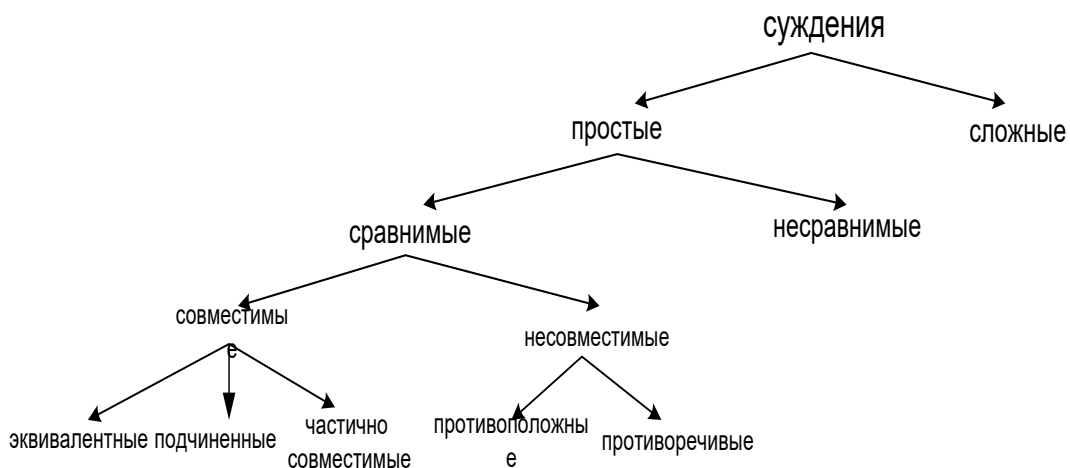 суждения
простые
сложные
сравнимые
несравнимые
совместимы
е
несовместимые
эквивалентные
подчиненные
частично
совместимые
противоположны
е
противоречивые